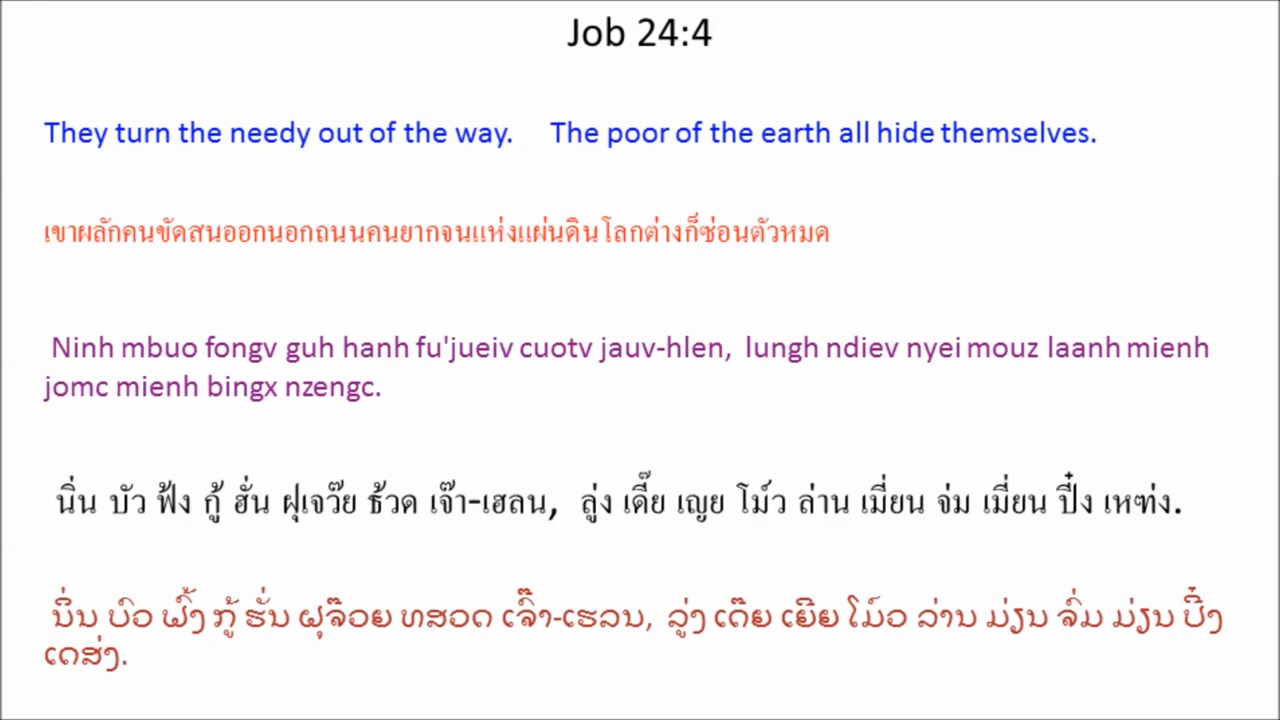 Job 24:4
They turn the needy out of the way. The poor of the earth all hide themselves.
เขาผลักคนขัดสนออกนอกถนนคนยากจนแห่งแผ่นดินโลกต่างก็ซ่อนตัวหมด
Ninh mbuo fongv guh hanh fu'jueiv cuotv jauv-hlen, lungh ndiev nyei mouz laanh mienh
jomc mienh bingx nzengc.
นิ่น บัว ฟ้ง กู้ ฮั่น ฝุเจว๊ย ธ้วด เจ๊า-เฮลน, ลู่ง เดี๊ย เญย โม์ว ล่าน เมี่ยน จ่ม เมี่ยน ปี๋ง เหฑ่ง.
ນິ່ນ ບົວ ຟົ້ງ ກູ້ ຮັ່ນ ຝຸຈືວຍ ທສວດ ເຈົ໊າ-ເຮລນ, ລູ່ງ ເດືຍ ເຍີຍ ໂມ໌ວ ລ່ານ ມ່ຽນ ຈົ່ມ ມ່ຽນ ປີ໋ງ
ເດສ່ງ.